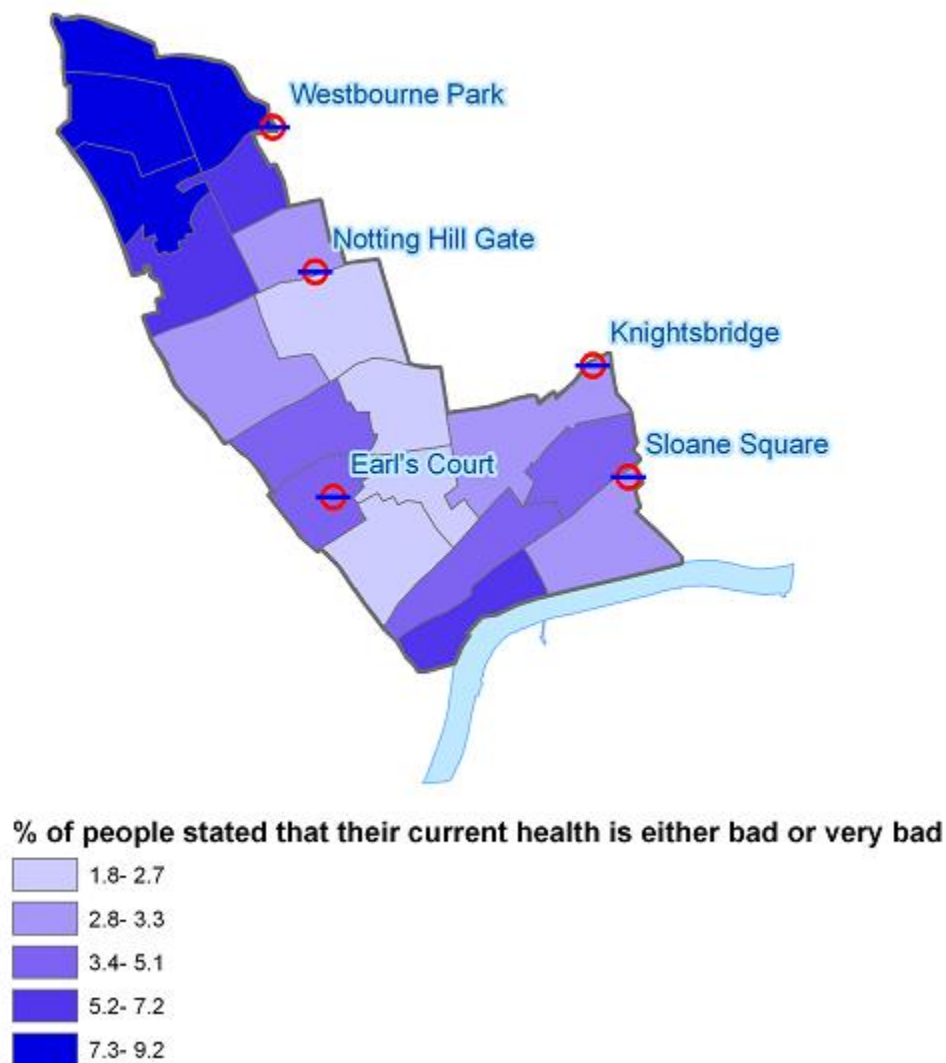 Westbourne Park
Notting Hill Gate
Knightsbridge
Sloane Square
Earl's Court
% of people stated that their current health is either bad or very bad
1.8- 2.7
2.8- 3.3
3.4- 5.1
5.2- 7.2
7.3- 9.2